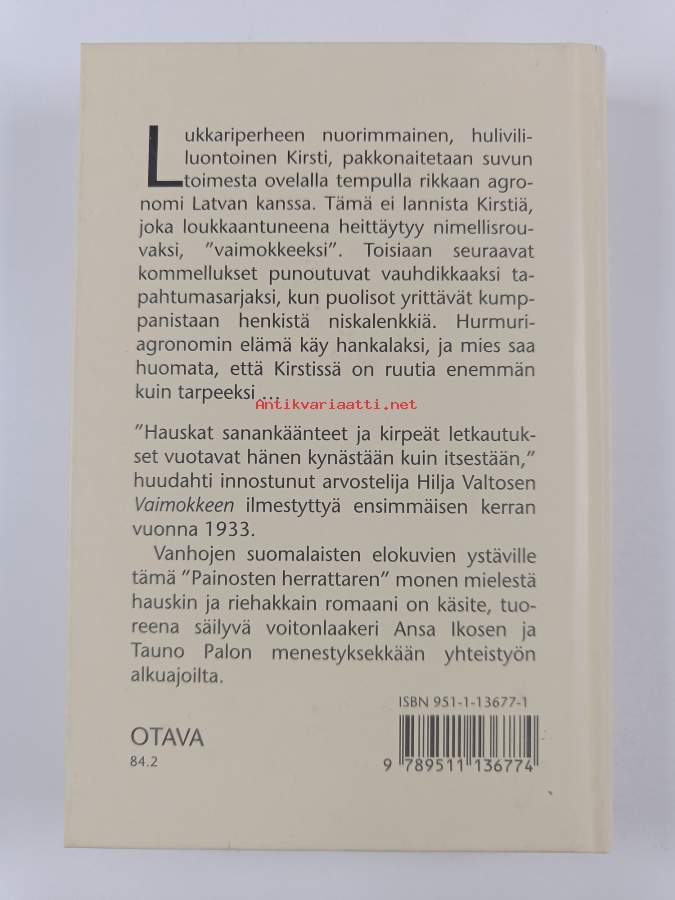 Lukkariperheen nuorimmainen, hulivili-
luontoinen Kirsti, pakkonaitetaan suvun
toimesta ovelalla tempulla rikkaan agro-
nomi Latvan kanssa. Tämä ei lannista Kirstiä,
joka loukkaantuneena heittäytyy nimellisrou-
vaksi, ”vaimokkeeksi”. Toisiaan seuraavat
kommellukset punoutuvat vauhdikkaaksi ta-
pahtumasarjaksi, kun puolisot yrittävät kump-
panistaan henkistä niskalenkkiä. Hurmuri-
agronomin elämä käy hankalaksi, ja mies saa
huomata, että Kirstissä on ruutia enemmän
kuin tarpeeksi ...
Antikvariaatti.net
”Hauskat sanankäänteet ja kirpeät letkautuk-
set vuotavat hänen kynästään kuin itsestään,”
huudahti innostunut arvostelija Hilja Valtosen
Vaimokkeen ilmestyttyä ensimmäisen kerran
vuonna 1933.
Vanhojen suomalaisten elokuvien ystäville
tämä ”Painosten herrattaren” monen mielestä
hauskin ja riehakkain romaani on käsite, tuo-
reena säilyvä voitonlaakeri Ansa Ikosen ja
Tauno Palon menestyksekkään yhteistyön
alkuajoilta.
ISBN 951-1-13677-1
OTAVA
84.2
9 789511 136774